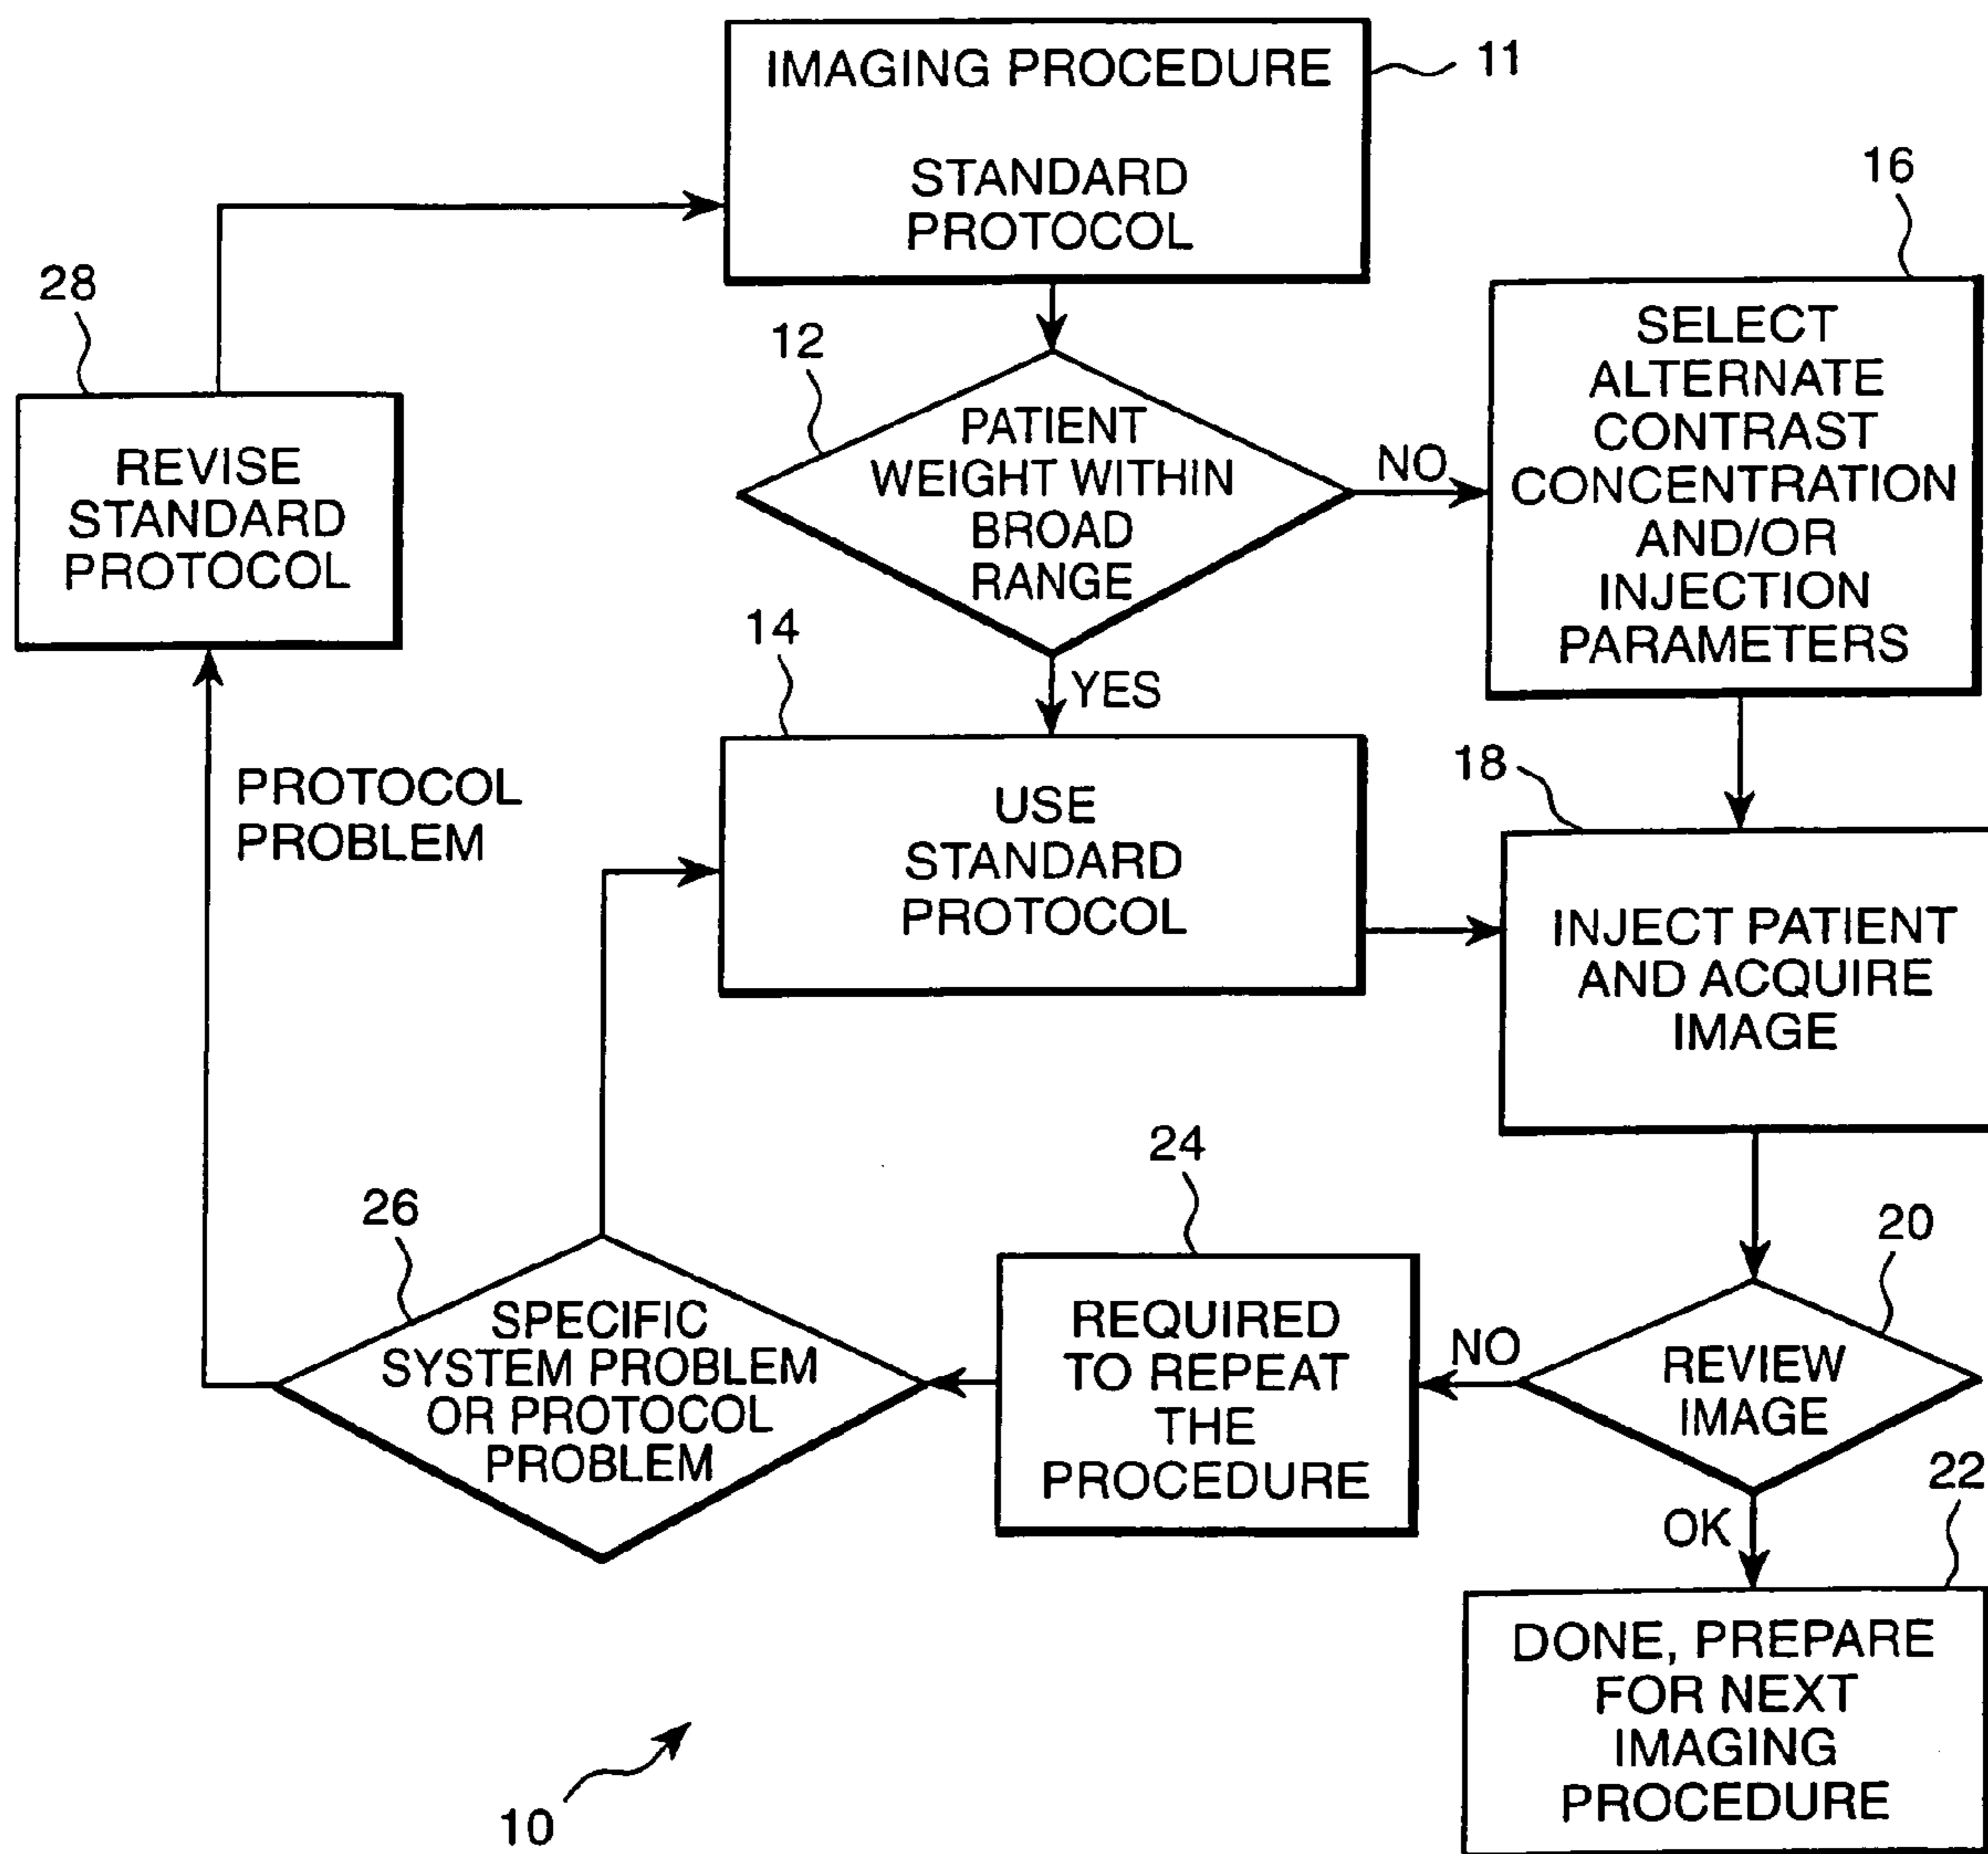 IMAGING PROCEDURE
11
STANDARD
PROTOCOL
16
SELECT
ALTERNATE
CONTRAST
CONCENTRATION
AND/OR
INJECTION
PARAMETERS
28
REVISE
STANDARD
PROTOCOL
12
PATIENT
WEIGHT WITHIN
BROAD
RANGE
NO
YES
14
USE
STANDARD
PROTOCOL
PROTOCOL
PROBLEM
18
INJECT PATIENT
AND ACQUIRE
IMAGE
24
REQUIRED
TO REPEAT
THE
PROCEDURE
20
REVIEW
IMAGE
NO
OK
26
SPECIFIC
SYSTEM PROBLEM
OR PROTOCOL
PROBLEM
22
DONE, PREPARE
FOR NEXT
IMAGING
PROCEDURE
10